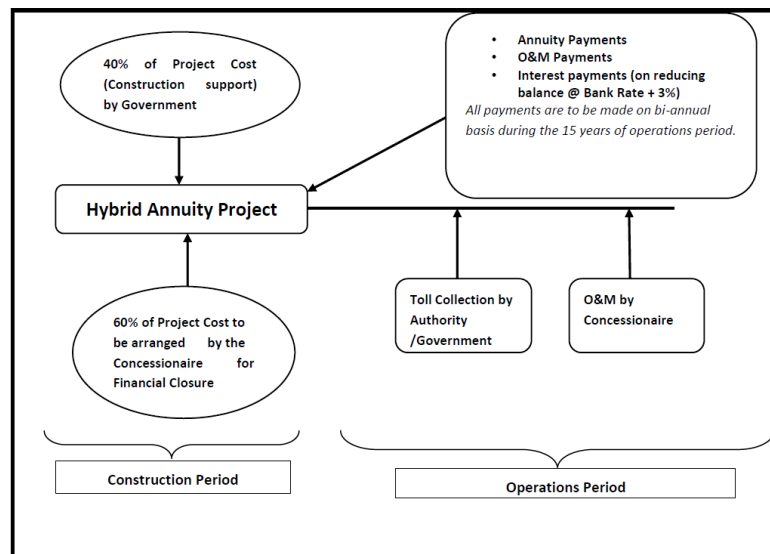 40% of Project Cost
(Construction support)
by Government
• Annuity Payments
• O&M Payments
• Interest payments (on reducing
balance @ Bank Rate + 3%)
All payments are to be made on bi-annual
basis during the 15 years of operations period.
Hybrid Annuity Project
60% of Project Cost to
be arranged by the
Concessionaire for
Financial Closure
Toll Collection by
Authority
/Government
O&M by
Concessionaire
Construction Period
Operations Period